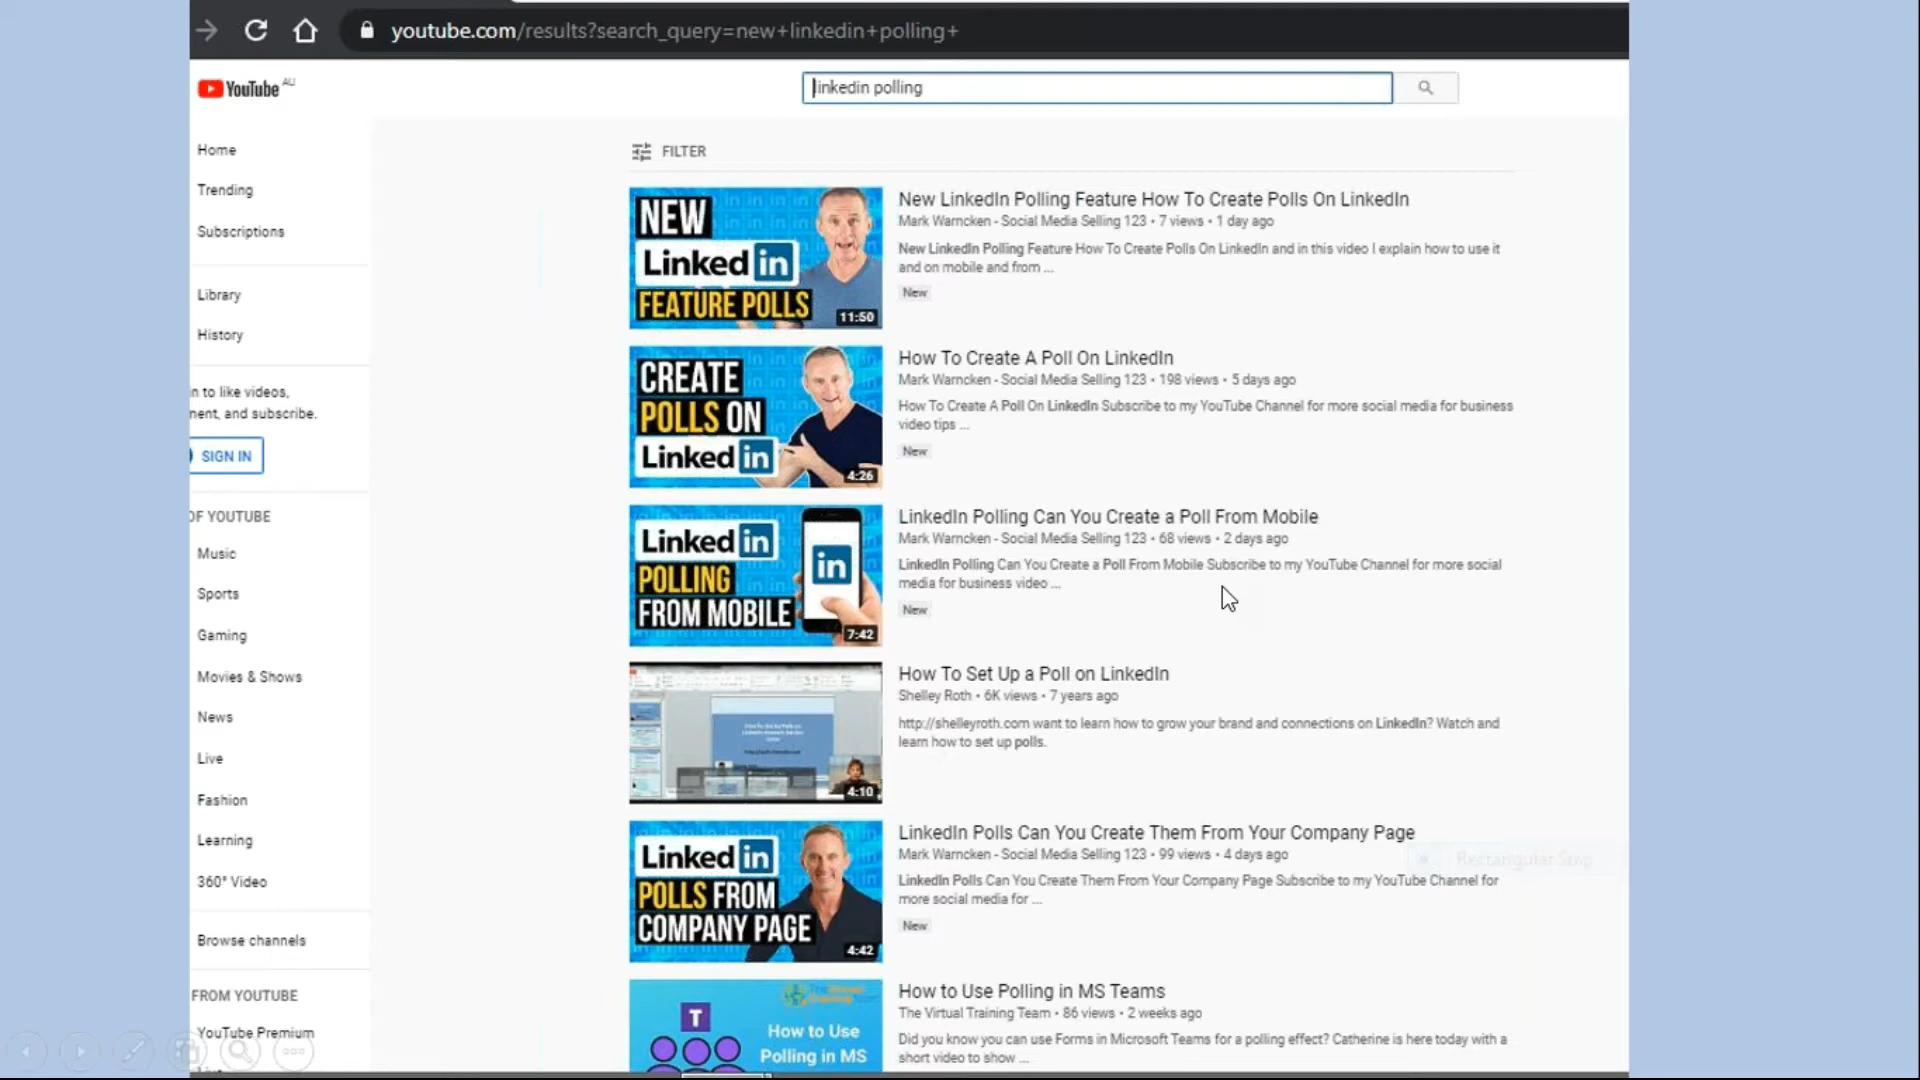 youtube.com/results?search_query=new+linkedin+polling+
YouTube AU
linkedin polling
Home
Trending
Subscriptions
Library
History
n to like videos,
nent, and subscribe.
SIGN IN
OF YOUTUBE
Music
Sports
Gaming
Movies & Shows
News
Live
Fashion
Learning
360° Video
Browse channels
FROM YOUTUBE
YouTube Premium
FILTER
NEW
Linked in
FEATURE POLLS
11:50
New LinkedIn Polling Feature How To Create Polls On LinkedIn
Mark Warncken - Social Media Selling 123 • 7 views • 1 day ago
New LinkedIn Polling Feature How To Create Polls On LinkedIn and in this video I explain how to use it
and on mobile and from ...
New
CREATE
POLLS ON
Linked in
4:26
How To Create A Poll On LinkedIn
Mark Warncken - Social Media Selling 123 • 198 views • 5 days ago
How To Create A Poll On LinkedIn Subscribe to my YouTube Channel for more social media for business
video tips ...
New
Linked in
POLLING
FROM MOBILE
in
7:42
LinkedIn Polling Can You Create a Poll From Mobile
Mark Warncken - Social Media Selling 123 • 68 views • 2 days ago
LinkedIn Polling Can You Create a Poll From Mobile Subscribe to my YouTube Channel for more social
media for business video ...
New
4:10
How To Set Up a Poll on LinkedIn
Shelley Roth • 6K views • 7 years ago
http://shelleyroth.com want to learn how to grow your brand and connections on LinkedIn? Watch and
learn how to set up polls.
Linked in
POLLS FROM
COMPANY PAGE
4:42
LinkedIn Polls Can You Create Them From Your Company Page
Mark Warncken - Social Media Selling 123 • 99 views • 4 days ago
LinkedIn Polls Can You Create Them From Your Company Page Subscribe to my YouTube Channel for
more social media for ...
New
Rectangular Snip
T
How to Use
Polling in MS
How to Use Polling in MS Teams
The Virtual Training Team • 86 views • 2 weeks ago
Did you know you can use Forms in Microsoft Teams for a polling effect? Catherine is here today with a
short video to show ...